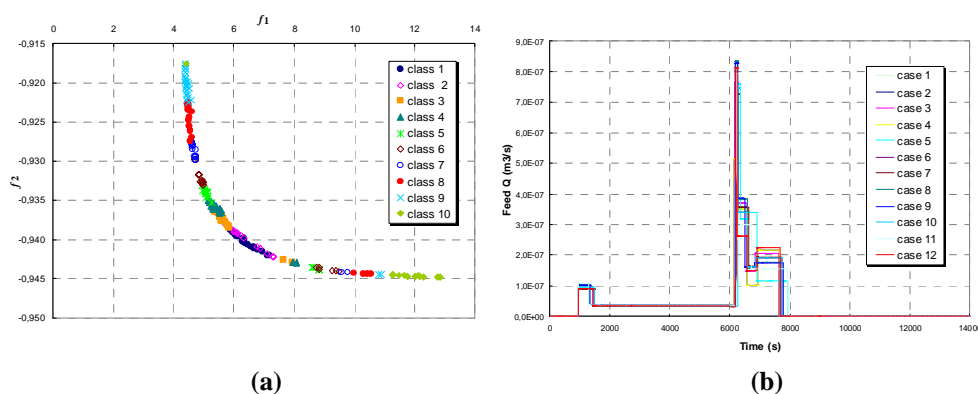 f1
0 2 4 6 8 10 12 14
-0,915
-0,920
-0,925
-0,930
-0,935
-0,940
-0,945
-0,950
f2
class 1
class 2
class 3
class 4
class 5
class 6
class 7
class 8
class 9
class 10
(a)
9,0E-07
8,0E-07
7,0E-07
6,0E-07
5,0E-07
4,0E-07
3,0E-07
2,0E-07
1,0E-07
0,0E+00
Feed Q (m3/s)
0 2000 4000 6000 8000 10000 12000 14000
Time (s)
case 1
case 2
case 3
case 4
case 5
case 6
case 7
case 8
case 9
case 10
case 11
case 12
(b)